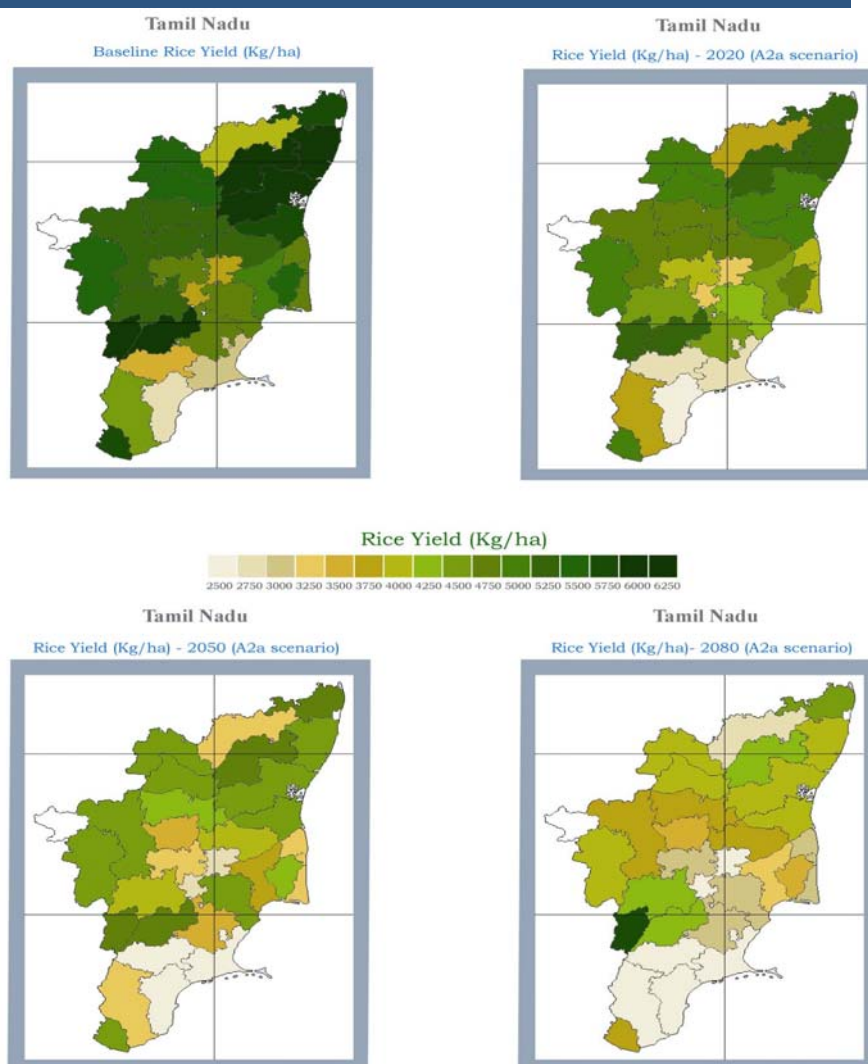 Tamil Nadu
Baseline Rice Yield (Kg/ha)
Tamil Nadu
Rice Yield (Kg/ha) - 2020 (A2a scenario)
Rice Yield (Kg/ha)
2500 2750 3000 3250 3500 3750 4000 4250 4500 4750 5000 5250 5500 5750 6000 6250
Tamil Nadu
Rice Yield (Kg/ha) - 2050 (A2a scenario)
Tamil Nadu
Rice Yield (Kg/ha)- 2080 (A2a scenario)